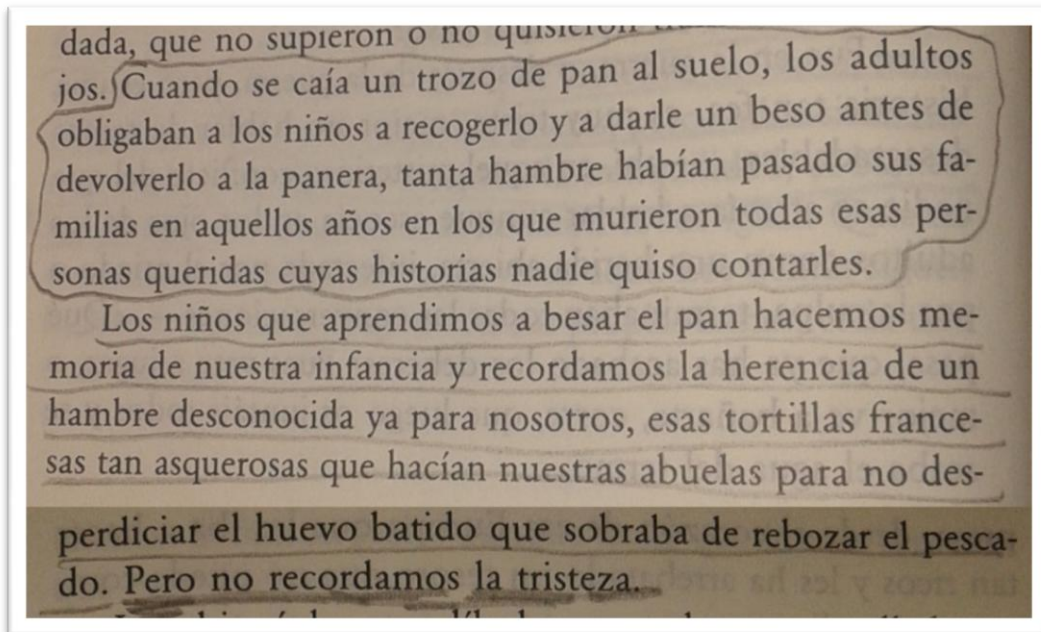 dada, que no supieron o no quisieron
jos. Cuando se caía un trozo de pan al suelo, los adultos
obligaban a los niños a recogerlo y a darle un beso antes de
devolverlo a la panera, tanta hambre habían pasado sus fa-
milias en aquellos años en los que murieron todas esas per-
sonas queridas cuyas historias nadie quiso contarles.
Los niños que aprendimos a besar el pan hacemos me-
moria de nuestra infancia y recordamos la herencia de un
hambre desconocida ya para nosotros, esas tortillas france-
sas tan asquerosas que hacían nuestras abuelas para no des-
perdiciar el huevo batido que sobraba de rebozar el pesca-
do. Pero no recordamos la tristeza.